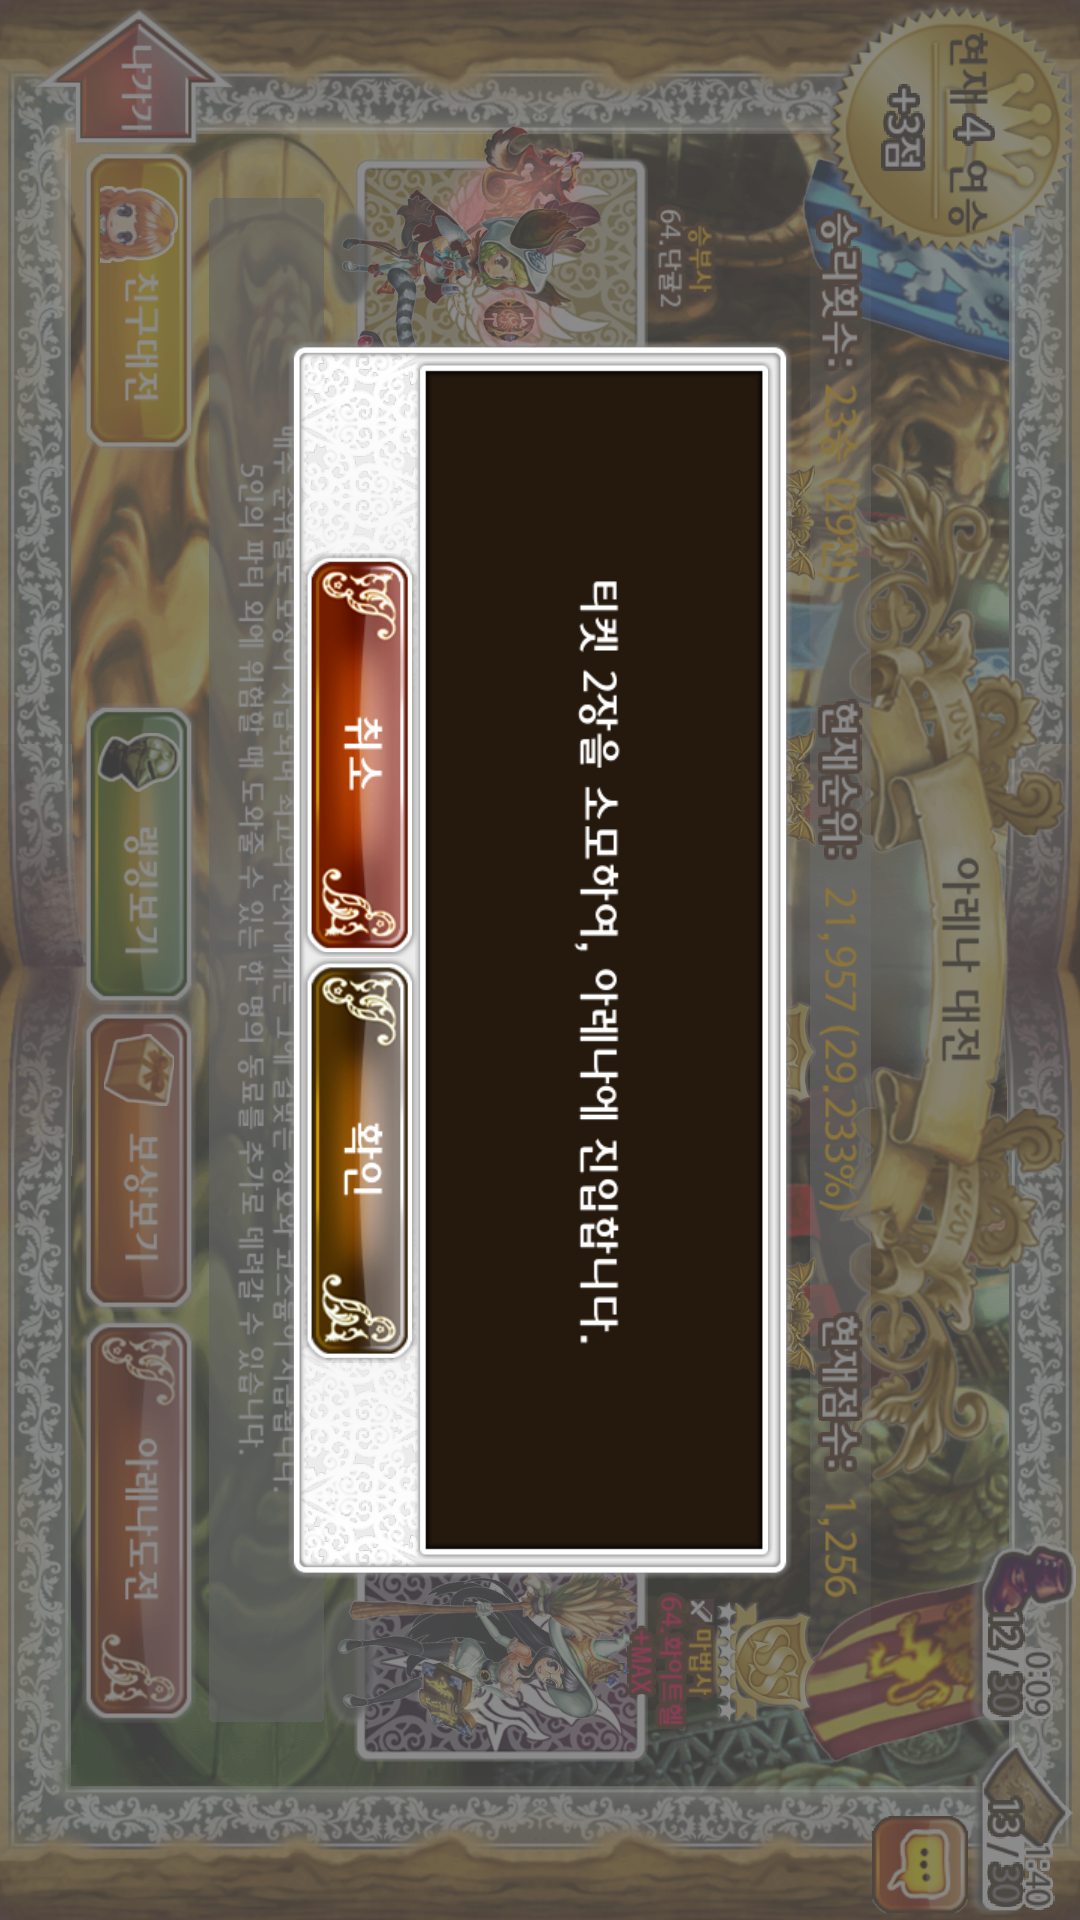 현재 4 연승
+3점
아레나 대전
0:09
12/30
1:40
13/30
승리횟수: 23승 (29전)
현재순위: 21,957 (29.233%)
현재점수: 1,256
승부사
64.단귤2
마법사
64.화이트헬
+MAX
티켓 2장을 소모하여, 아레나에 진입합니다.
취소
확인
5인의 파티 외에 위험할 때 도와줄 수 있는 한 명의 동료를 추가로 데려갈 수 있습니다.
나가기
친구대전
랭킹보기
보상보기
아레나도전